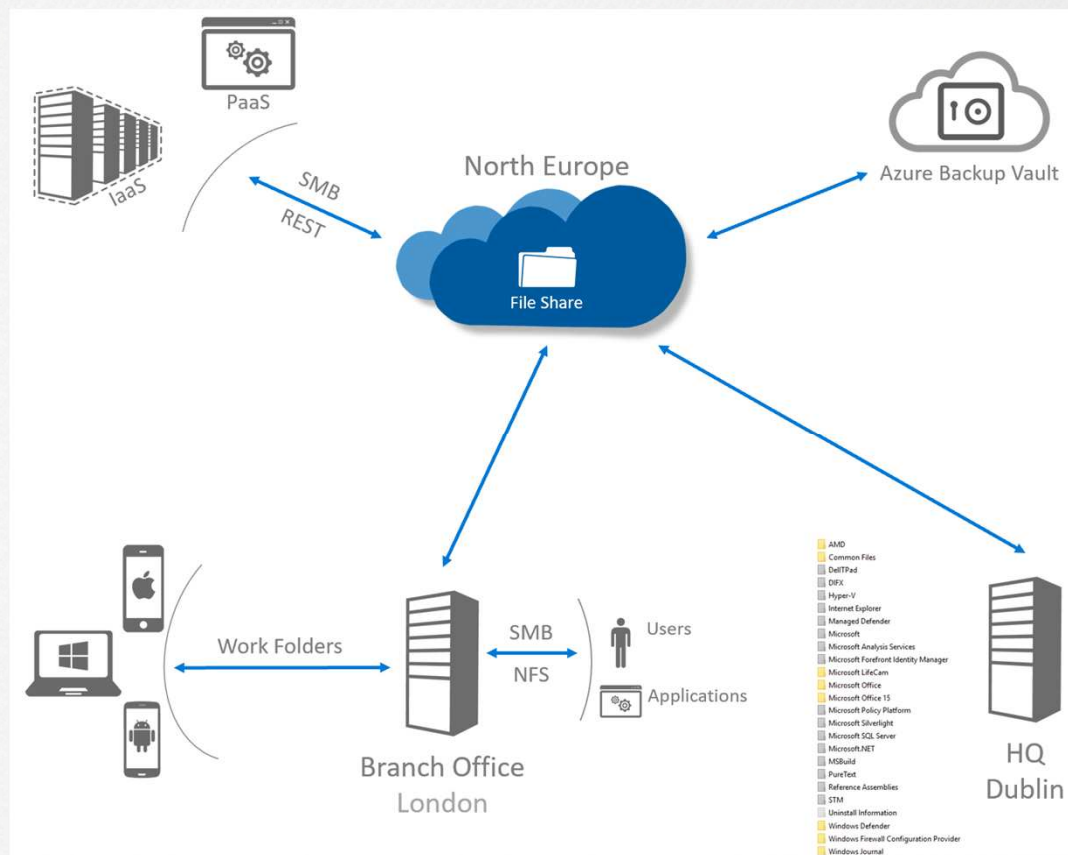 PaaS
IaaS
SMB
REST
North Europe
File Share
Azure Backup Vault
Work Folders
SMB
NFS
Users
Applications
Branch Office
London
AMD
Common Files
DellTPad
DIFX
Hyper-V
Internet Explorer
Managed Defender
Microsoft
Microsoft Analysis Services
Microsoft Forefront Identity Manager
Microsoft LifeCam
Microsoft Office
Microsoft Office 15
Microsoft Policy Platform
Microsoft Silverlight
Microsoft SQL Server
Microsoft.NET
MSBuild
PureText
Reference Assemblies
STM
Uninstall Information
Windows Defender
Windows Firewall Configuration Provider
Windows Journal
HQ
Dublin